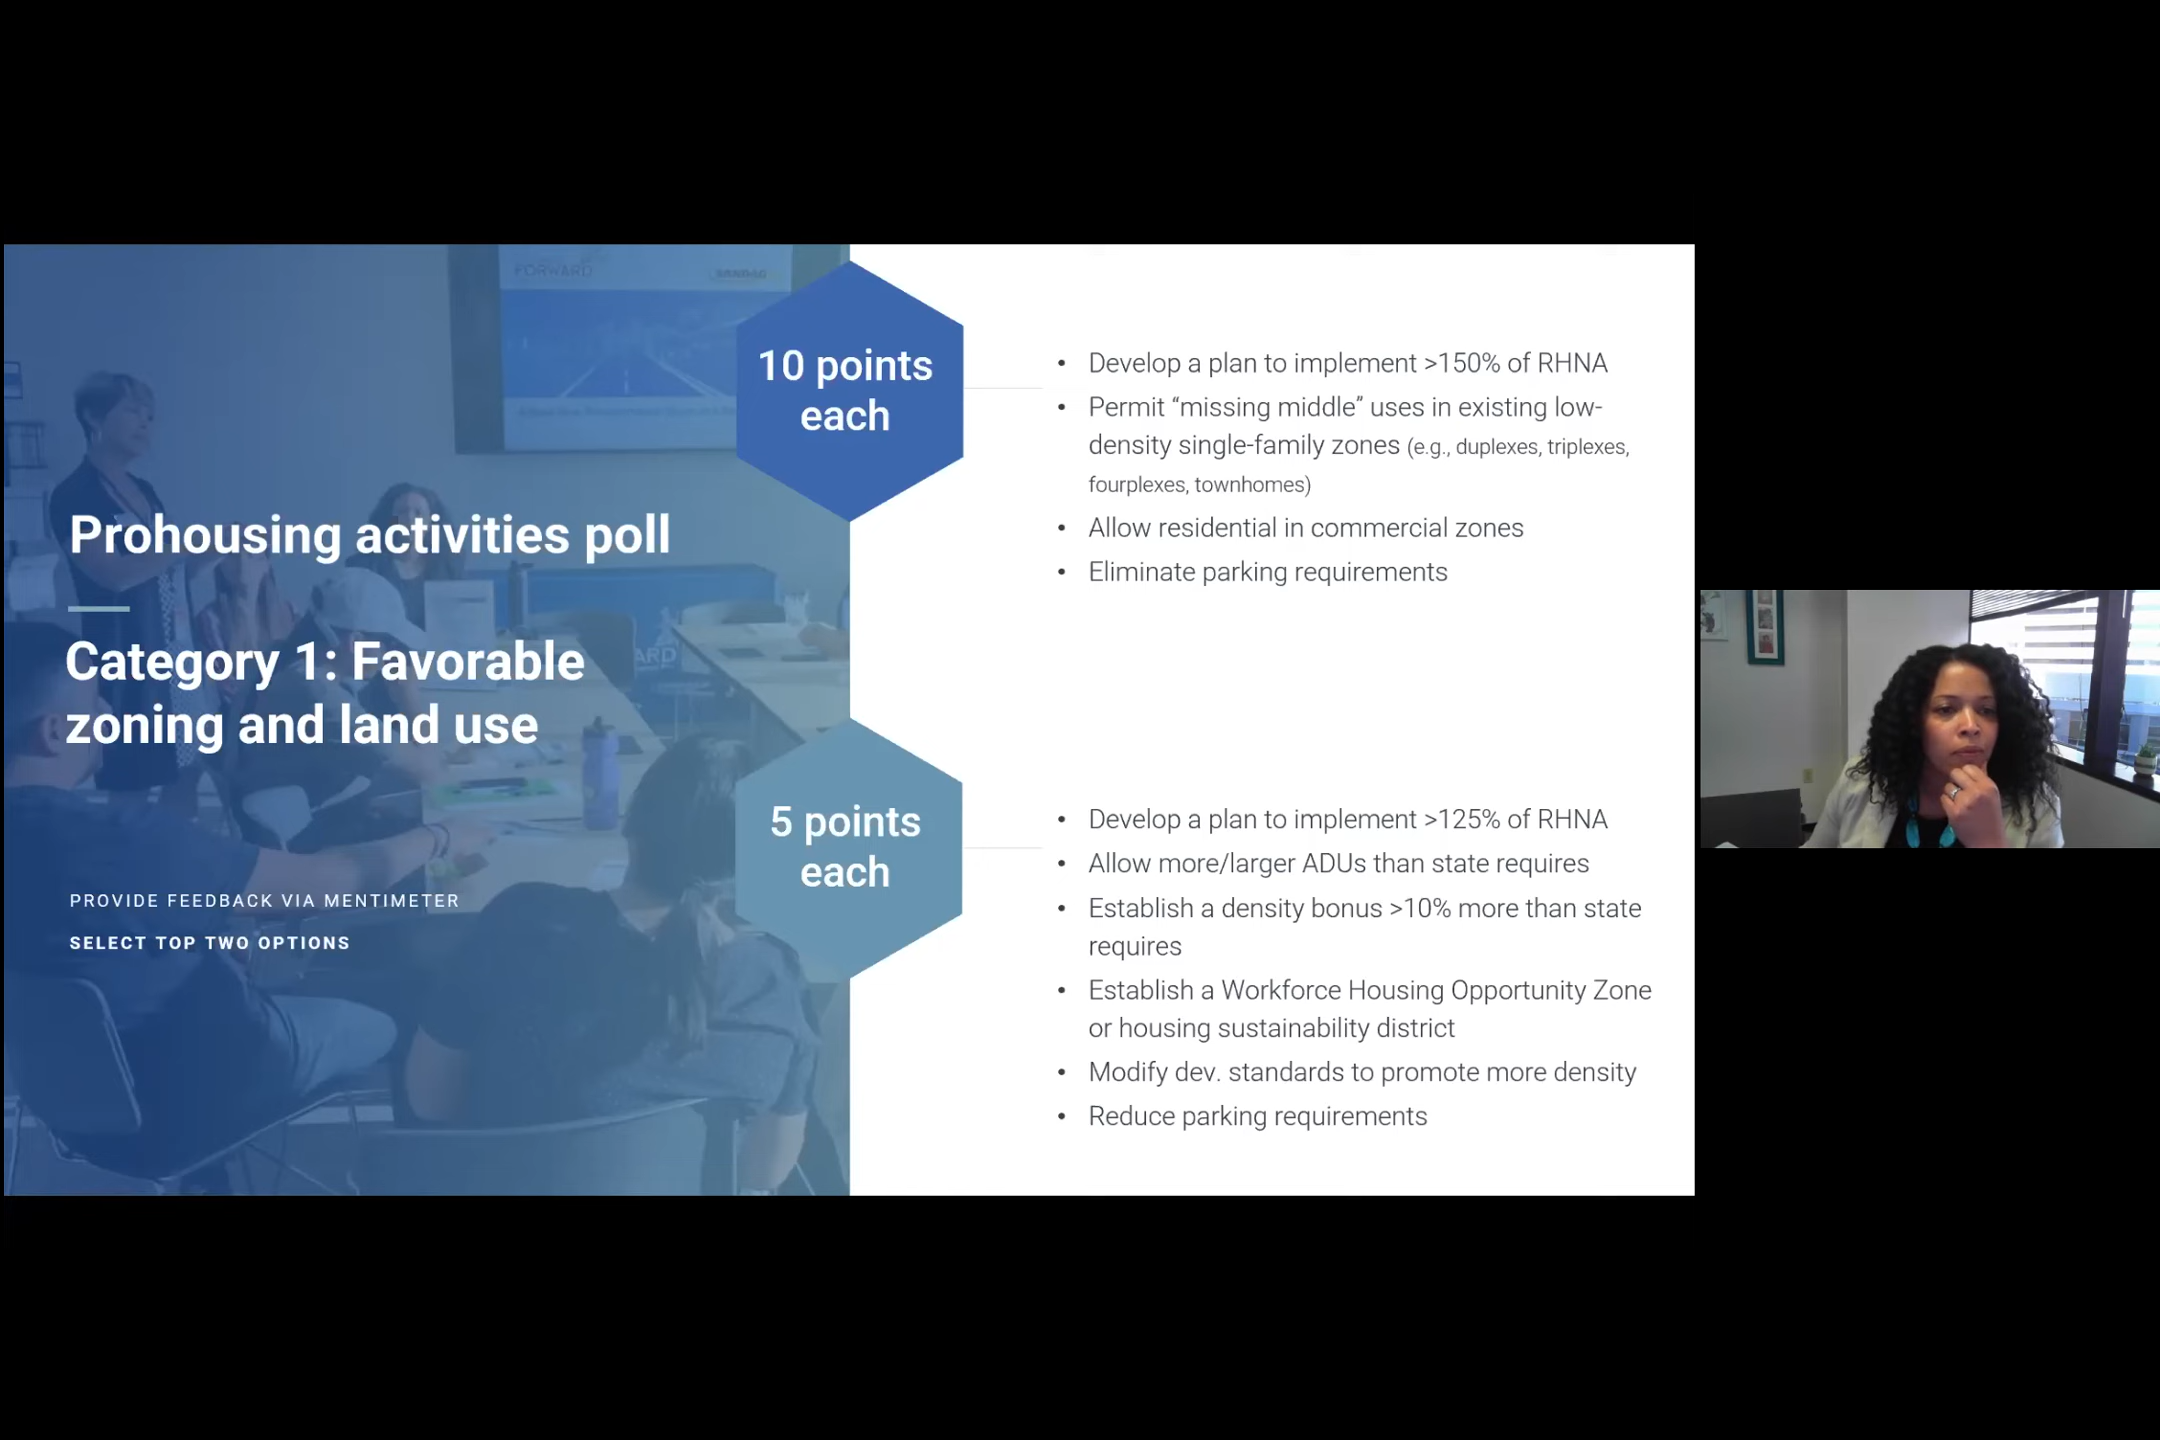 FORWARD
SANDAG
10 points
each
Prohousing activities poll
Category 1: Favorable
zoning and land use
PROVIDE FEEDBACK VIA MENTIMETER
SELECT TOP TWO OPTIONS
• Develop a plan to implement >150% of RHNA
• Permit “missing middle” uses in existing low-
density single-family zones (e.g., duplexes, triplexes,
fourplexes, townhomes)
• Allow residential in commercial zones
• Eliminate parking requirements
5 points
each
• Develop a plan to implement >125% of RHNA
• Allow more/larger ADUs than state requires
• Establish a density bonus >10% more than state
requires
• Establish a Workforce Housing Opportunity Zone
or housing sustainability district
• Modify dev. standards to promote more density
• Reduce parking requirements